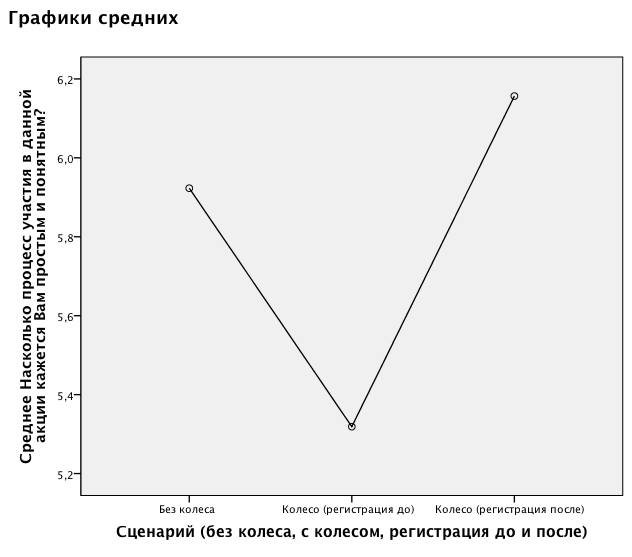 Графики средних
Среднее Насколько процесс участия в данной
акции кажется Вам простым и понятным?
6,2
6,0
5,8
5,6
5,4
5,2
Без колеса
Колесо (регистрация до)
Колесо (регистрация после)
Сценарий (без колеса, с колесом, регистрация до и после)